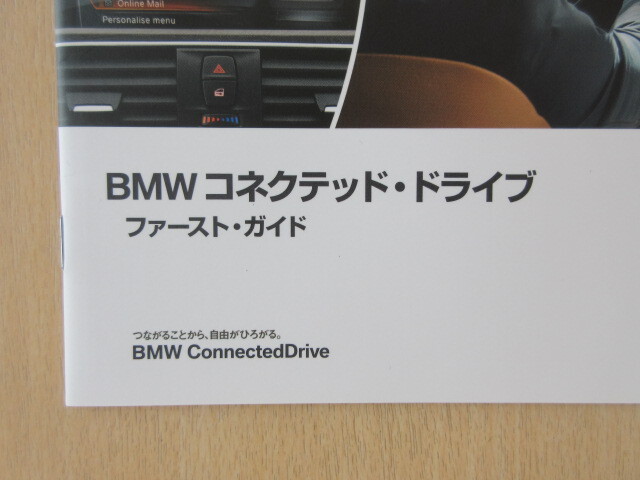 Online Mail
Personalise menu
BMW コネクテッド・ドライブ
ファースト・ガイド
つながることから、自由がひろがる。
BMW ConnectedDrive